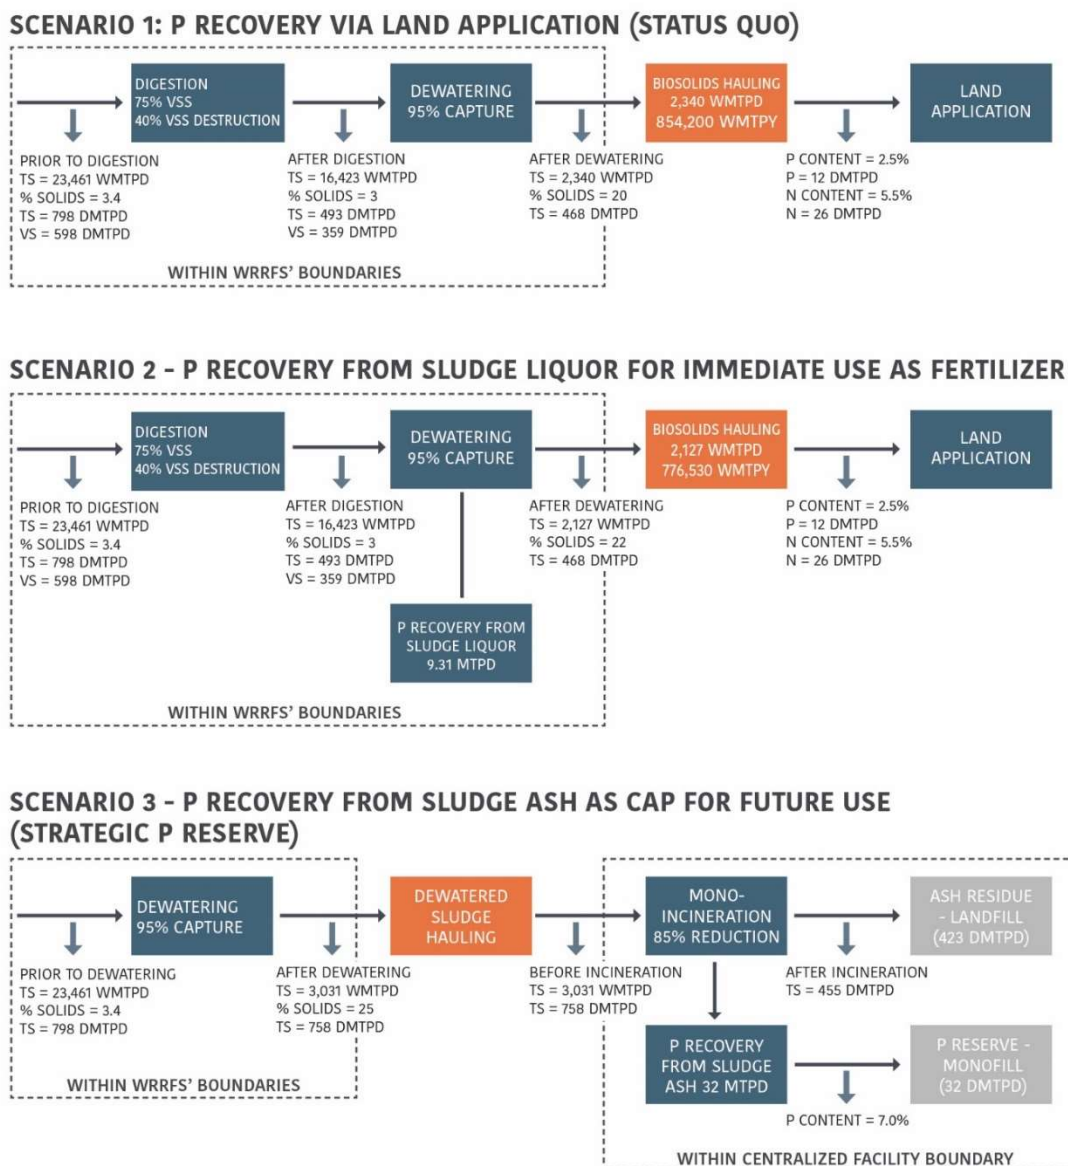 SCENARIO 1: P RECOVERY VIA LAND APPLICATION (STATUS QUO)
DIGESTION
75% VSS
40% VSS DESTRUCTION
DEWATERING
95% CAPTURE
BIOSOLIDS HAULING
2,340 WMTPD
854,200 WMTPY
LAND
APPLICATION
PRIOR TO DIGESTION
TS = 23,461 WMTPD
% SOLIDS = 3.4
TS = 798 DMTPD
VS = 598 DMTPD
AFTER DIGESTION
TS = 16,423 WMTPD
% SOLIDS = 3
TS = 493 DMTPD
VS = 359 DMTPD
AFTER DEWATERING
TS = 2,340 WMTPD
% SOLIDS = 20
TS = 468 DMTPD
P CONTENT = 2.5%
P = 12 DMTPD
N CONTENT = 5.5%
N = 26 DMTPD
WITHIN WRRFS' BOUNDARIES
SCENARIO 2 - P RECOVERY FROM SLUDGE LIQUOR FOR IMMEDIATE USE AS FERTILIZER
DIGESTION
75% VSS
40% VSS DESTRUCTION
DEWATERING
95% CAPTURE
BIOSOLIDS HAULING
2,127 WMTPD
776,530 WMTPY
LAND
APPLICATION
PRIOR TO DIGESTION
TS = 23,461 WMTPD
% SOLIDS = 3.4
TS = 798 DMTPD
VS = 598 DMTPD
AFTER DIGESTION
TS = 16,423 WMTPD
% SOLIDS = 3
TS = 493 DMTPD
VS = 359 DMTPD
AFTER DEWATERING
TS = 2,127 WMTPD
% SOLIDS = 22
TS = 468 DMTPD
P CONTENT = 2.5%
P = 12 DMTPD
N CONTENT = 5.5%
N = 26 DMTPD
P RECOVERY FROM
SLUDGE LIQUOR
9.31 MTPD
WITHIN WRRFS' BOUNDARIES
SCENARIO 3 - P RECOVERY FROM SLUDGE ASH AS CAP FOR FUTURE USE
(STRATEGIC P RESERVE)
DEWATERING
95% CAPTURE
DEWATERED
SLUDGE
HAULING
MONO-
INCINERATION
85% REDUCTION
ASH RESIDUE
- LANDFILL
(423 DMTPD)
PRIOR TO DEWATERING
TS = 23,461 WMTPD
% SOLIDS = 3.4
TS = 798 DMTPD
AFTER DEWATERING
TS = 3,031 WMTPD
% SOLIDS = 25
TS = 758 DMTPD
BEFORE INCINERATION
TS = 3,031 WMTPD
TS = 758 DMTPD
AFTER INCINERATION
TS = 455 DMTPD
P RECOVERY
FROM SLUDGE
ASH 32 MTPD
P RESERVE -
MONOFILL
(32 DMTPD)
P CONTENT = 7.0%
WITHIN WRRFS' BOUNDARIES
WITHIN CENTRALIZED FACILITY BOUNDARY